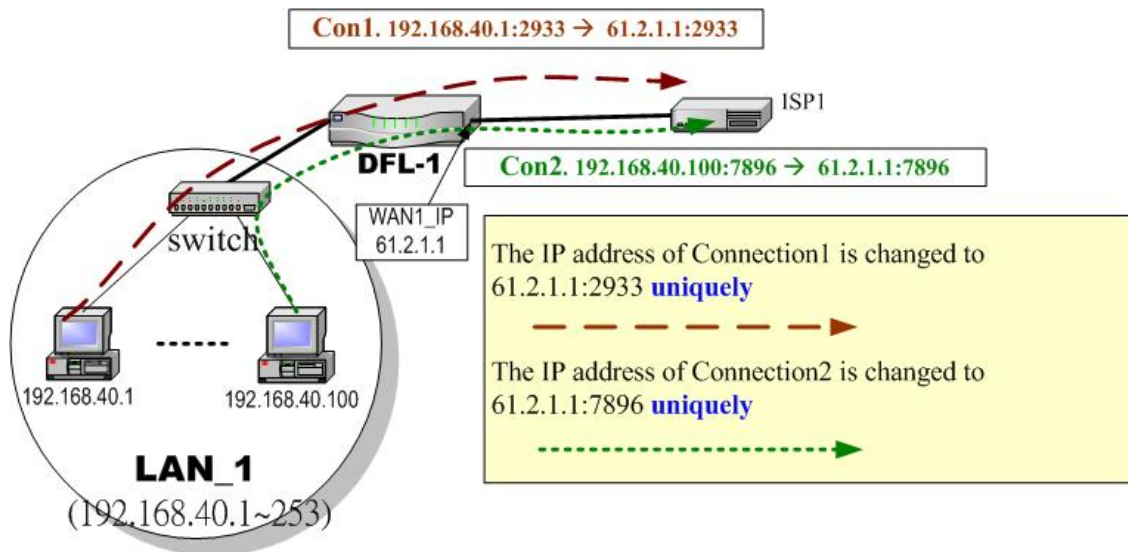 Con1. 192.168.40.1:2933 → 61.2.1.1:2933
ISP1
DFL-1
Con2. 192.168.40.100:7896 → 61.2.1.1:7896
WAN1_IP
61.2.1.1
switch
The IP address of Connection1 is changed to
61.2.1.1:2933 uniquely
The IP address of Connection2 is changed to
61.2.1.1:7896 uniquely
192.168.40.1
192.168.40.100
LAN_1
(192.168.40.1~253)